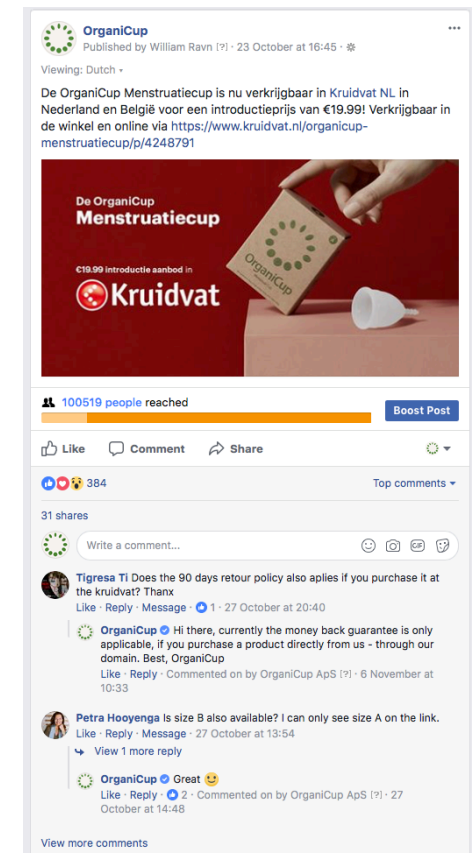 OrganiCup
Published by William Ravn [?] · 23 October at 16:45 ·
Viewing: Dutch
De OrganiCup Menstruatiecup is nu verkrijgbaar in Kruidvat NL in
Nederland en België voor een introductieprijs van €19.99! Verkrijgbaar in
de winkel en online via https://www.kruidvat.nl/organicup-
menstruatiecup/p/4248791
De OrganiCup
Menstruatiecup
€19.99 introductie aanbod in
Kruidvat
OrganiCup
100519 people reached
Boost Post
Like Comment Share
384
Top comments
31 shares
Write a comment...
GIF
Tigresa Ti Does the 90 days retour policy also aplies if you purchase it at
the kruidvat? Thanx
Like · Reply · Message · 1 · 27 October at 20:40
OrganiCup Hi there, currently the money back guarantee is only
applicable, if you purchase a product directly from us - through our
domain. Best, OrganiCup
Like · Reply · Commented on by OrganiCup ApS [?] · 6 November at
10:33
Petra Hooyenga Is size B also available? I can only see size A on the link.
Like · Reply · Message · 27 October at 13:54
View 1 more reply
OrganiCup Great
Like · Reply · 2 · Commented on by OrganiCup ApS [?] · 27
October at 14:48
View more comments